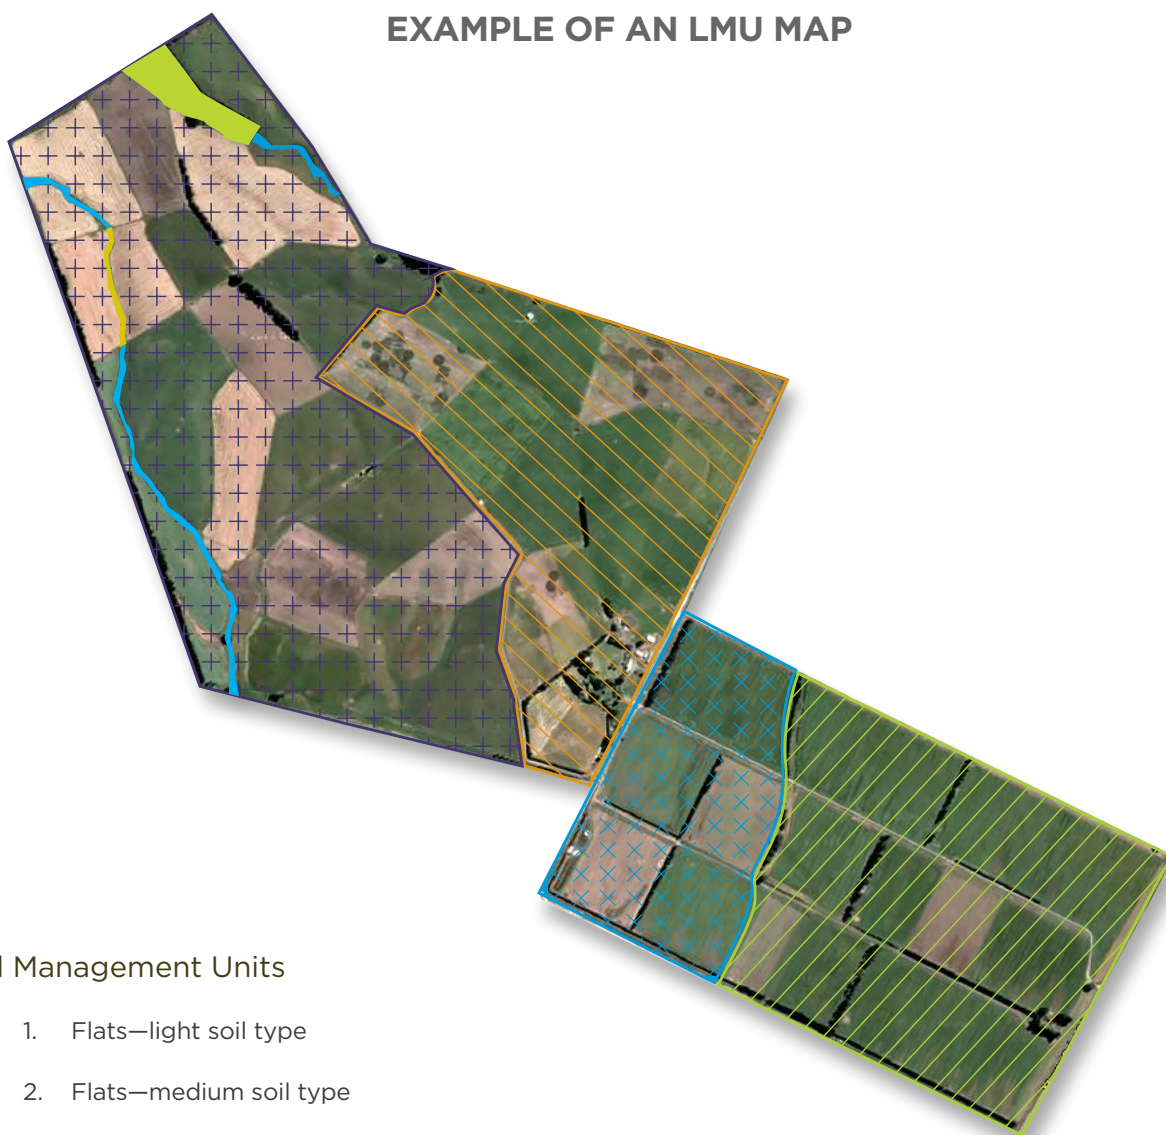 EXAMPLE OF AN LMU MAP
Management Units
1. Flats—light soil type
2. Flats—medium soil type